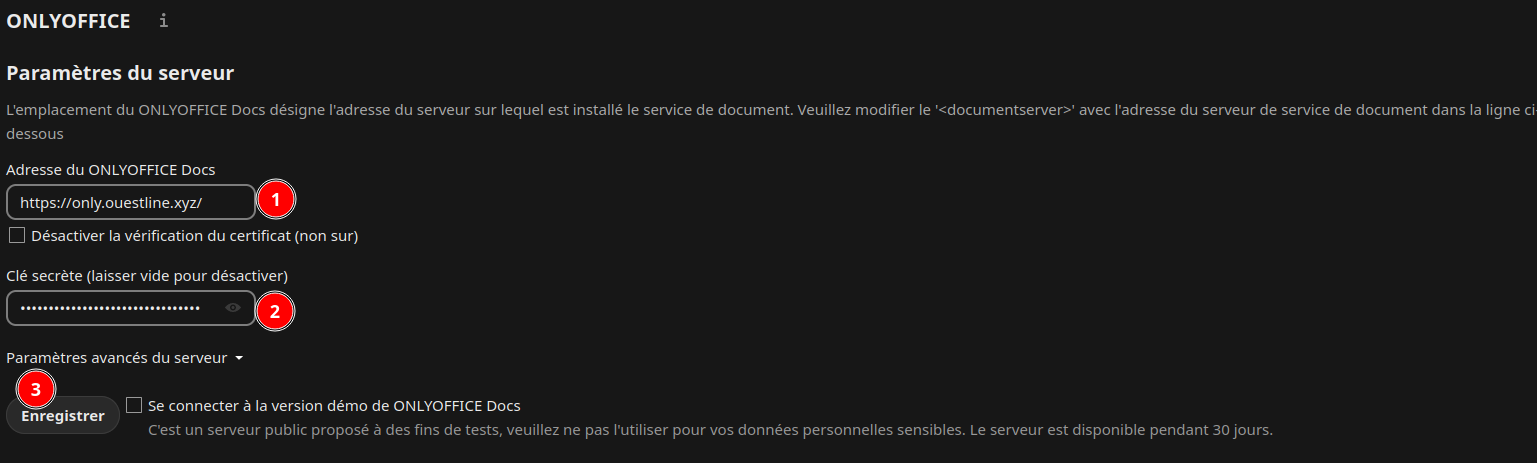 ONLYOFFICE i
Paramètres du serveur
L'emplacement du ONLYOFFICE Docs désigne l'adresse du serveur sur lequel est installé le service de document. Veuillez modifier le '<documentserver>' avec l'adresse du serveur de service de document dans la ligne ci-
dessous
Adresse du ONLYOFFICE Docs
https://only.ouestline.xyz/ 1
Désactiver la vérification du certificat (non sur)
Clé secrète (laisser vide pour désactiver)
•••••••••••••••••••••••••••••••• 2
Paramètres avancés du serveur
3
Enregistrer
Se connecter à la version démo de ONLYOFFICE Docs
C'est un serveur public proposé à des fins de tests, veuillez ne pas l'utiliser pour vos données personnelles sensibles. Le serveur est disponible pendant 30 jours.